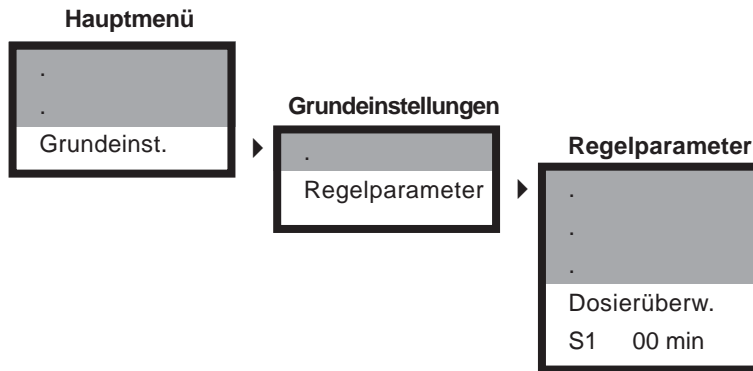 Hauptmenü
.
.
Grundeinst.
Grundeinstellungen
.
Regelparameter
Regelparameter
.
.
.
Dosierüberw.
S1 00 min